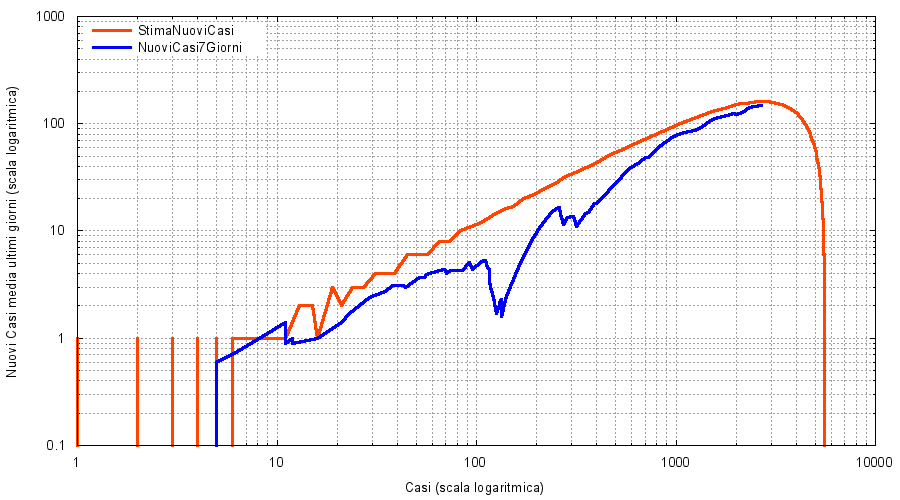 1000
StimaNuoviCasi
NuoviCasi7Giorni
100
10
1
0.1
Nuovi Casi media ultimi giorni (scala logaritmica)
1 10 100 1000 10000
Casi (scala logaritmica)